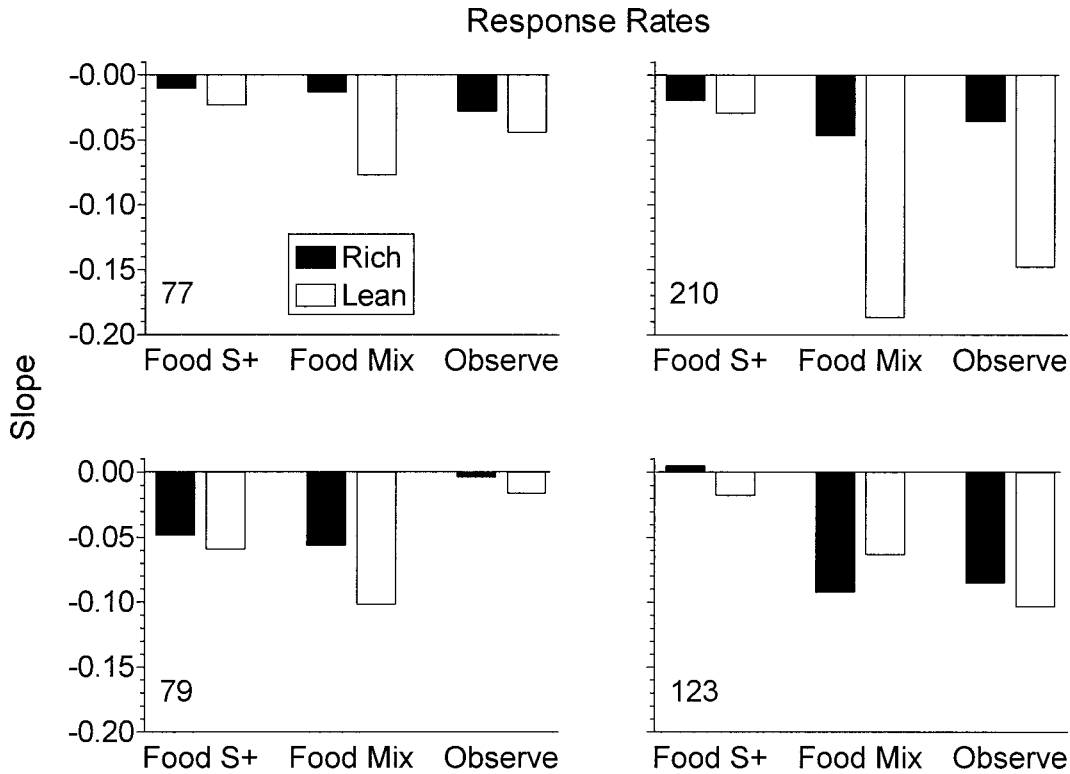 Response Rates
-0.00
-0.05
-0.10
-0.15
-0.20
77
Rich
Lean
Food S+ Food Mix Observe
210
Food S+ Food Mix Observe
Slope
0.00
-0.05
-0.10
-0.15
-0.20
79
Food S+ Food Mix Observe
123
Food S+ Food Mix Observe